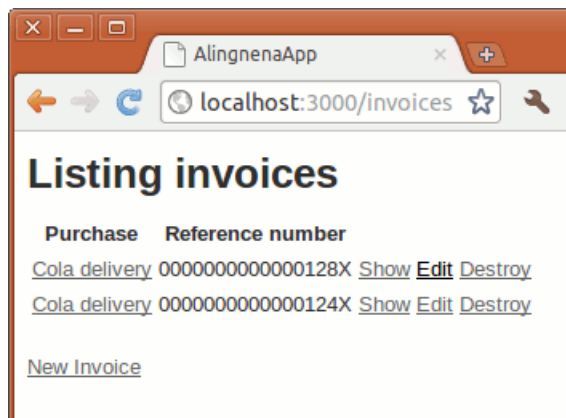 AlingnenaApp
localhost:3000/invoices
Listing invoices
Purchase Reference number
Cola delivery 0000000000000128X Show Edit Destroy
Cola delivery 0000000000000124X Show Edit Destroy
New Invoice